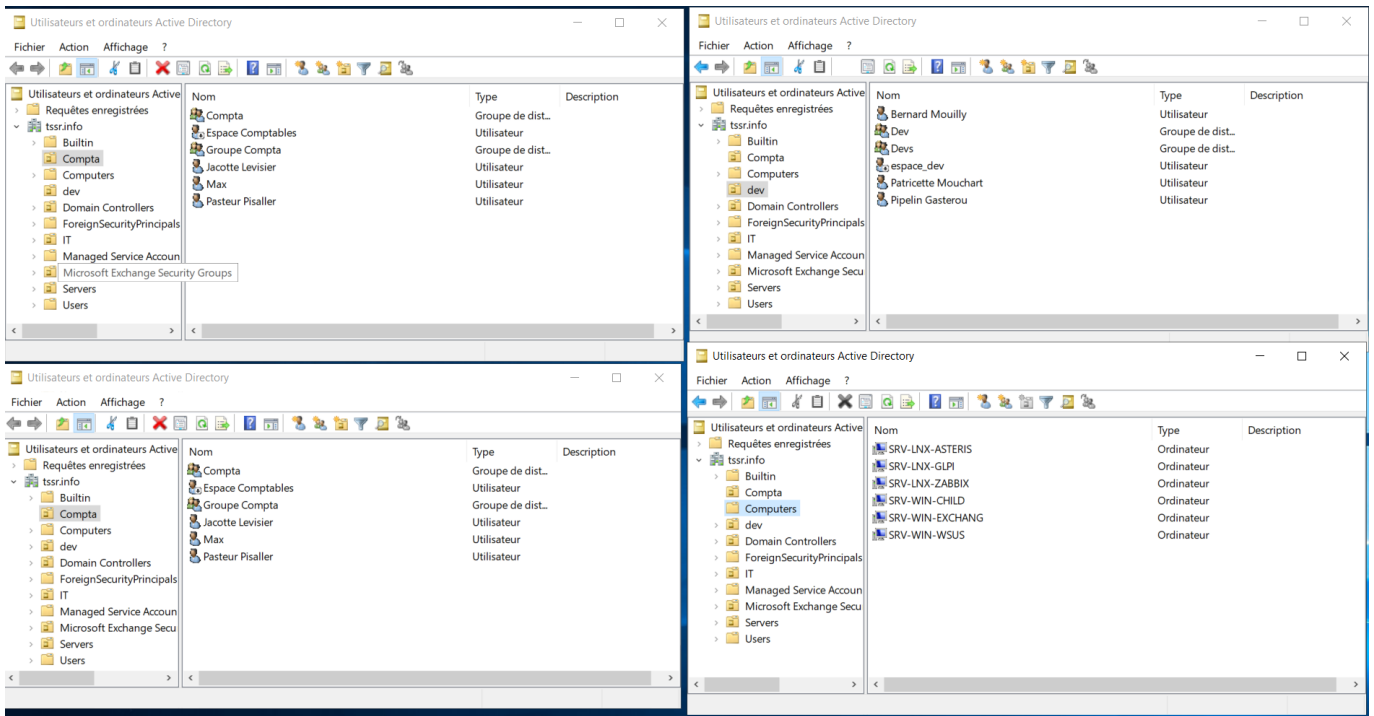 Utilisateurs et ordinateurs Active Directory
Fichier Action Affichage ?
Utilisateurs et ordinateurs Active
Requêtes enregistrées
tssr.info
Builtin
Compta
Computers
dev
Domain Controllers
ForeignSecurityPrincipals
IT
Managed Service Accoun
Microsoft Exchange Security Groups
Servers
Users
Nom Type Description
Compta Groupe de dist...
Espace Comptables Utilisateur
Groupe Compta Groupe de dist...
Jacotte Levisier Utilisateur
Max Utilisateur
Pasteur Pisaller Utilisateur
Utilisateurs et ordinateurs Active Directory
Fichier Action Affichage ?
Utilisateurs et ordinateurs Active
Requêtes enregistrées
tssr.info
Builtin
Compta
Computers
dev
Domain Controllers
ForeignSecurityPrincipals
IT
Managed Service Accoun
Microsoft Exchange Secu
Servers
Users
Nom Type Description
Bernard Mouilly Utilisateur
Dev Groupe de dist...
Devs Groupe de dist...
espace_dev Utilisateur
Patricette Mouchart Utilisateur
Pipelin Gasterou Utilisateur
Utilisateurs et ordinateurs Active Directory
Fichier Action Affichage ?
Utilisateurs et ordinateurs Active
Requêtes enregistrées
tssr.info
Builtin
Compta
Computers
dev
Domain Controllers
ForeignSecurityPrincipals
IT
Managed Service Accoun
Microsoft Exchange Secu
Servers
Users
Nom Type Description
Compta Groupe de dist...
Espace Comptables Utilisateur
Groupe Compta Groupe de dist...
Jacotte Levisier Utilisateur
Max Utilisateur
Pasteur Pisaller Utilisateur
Utilisateurs et ordinateurs Active Directory
Fichier Action Affichage ?
Utilisateurs et ordinateurs Active
Requêtes enregistrées
tssr.info
Builtin
Compta
Computers
dev
Domain Controllers
ForeignSecurityPrincipals
IT
Managed Service Accoun
Microsoft Exchange Secu
Servers
Users
Nom Type Description
SRV-LNX-ASTERIS Ordinateur
SRV-LNX-GLPI Ordinateur
SRV-LNX-ZABBIX Ordinateur
SRV-WIN-CHILD Ordinateur
SRV-WIN-EXCHANG Ordinateur
SRV-WIN-WSUS Ordinateur